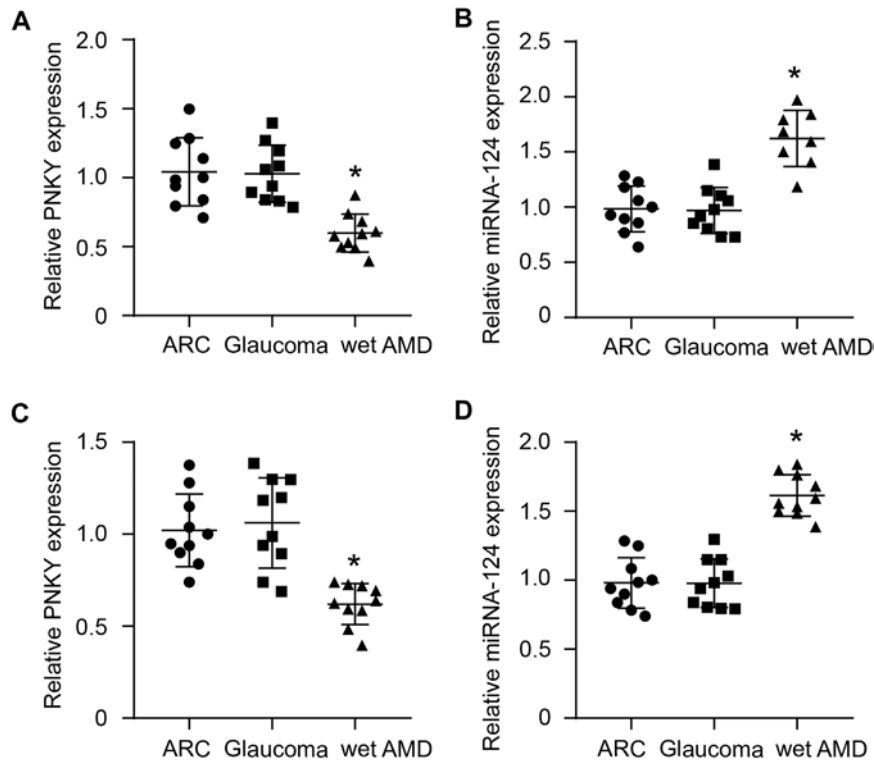 A
Relative PNKY expression
2.0
1.5
1.0
0.5
0
*
ARC Glaucoma wet AMD
B
Relative miRNA-124 expression
2.5
2.0
1.5
1.0
0.5
0
*
ARC Glaucoma wet AMD
C
Relative PNKY expression
1.5
1.0
0.5
0
*
ARC Glaucoma wet AMD
D
Relative miRNA-124 expression
2.0
1.5
1.0
0.5
0
*
ARC Glaucoma wet AMD